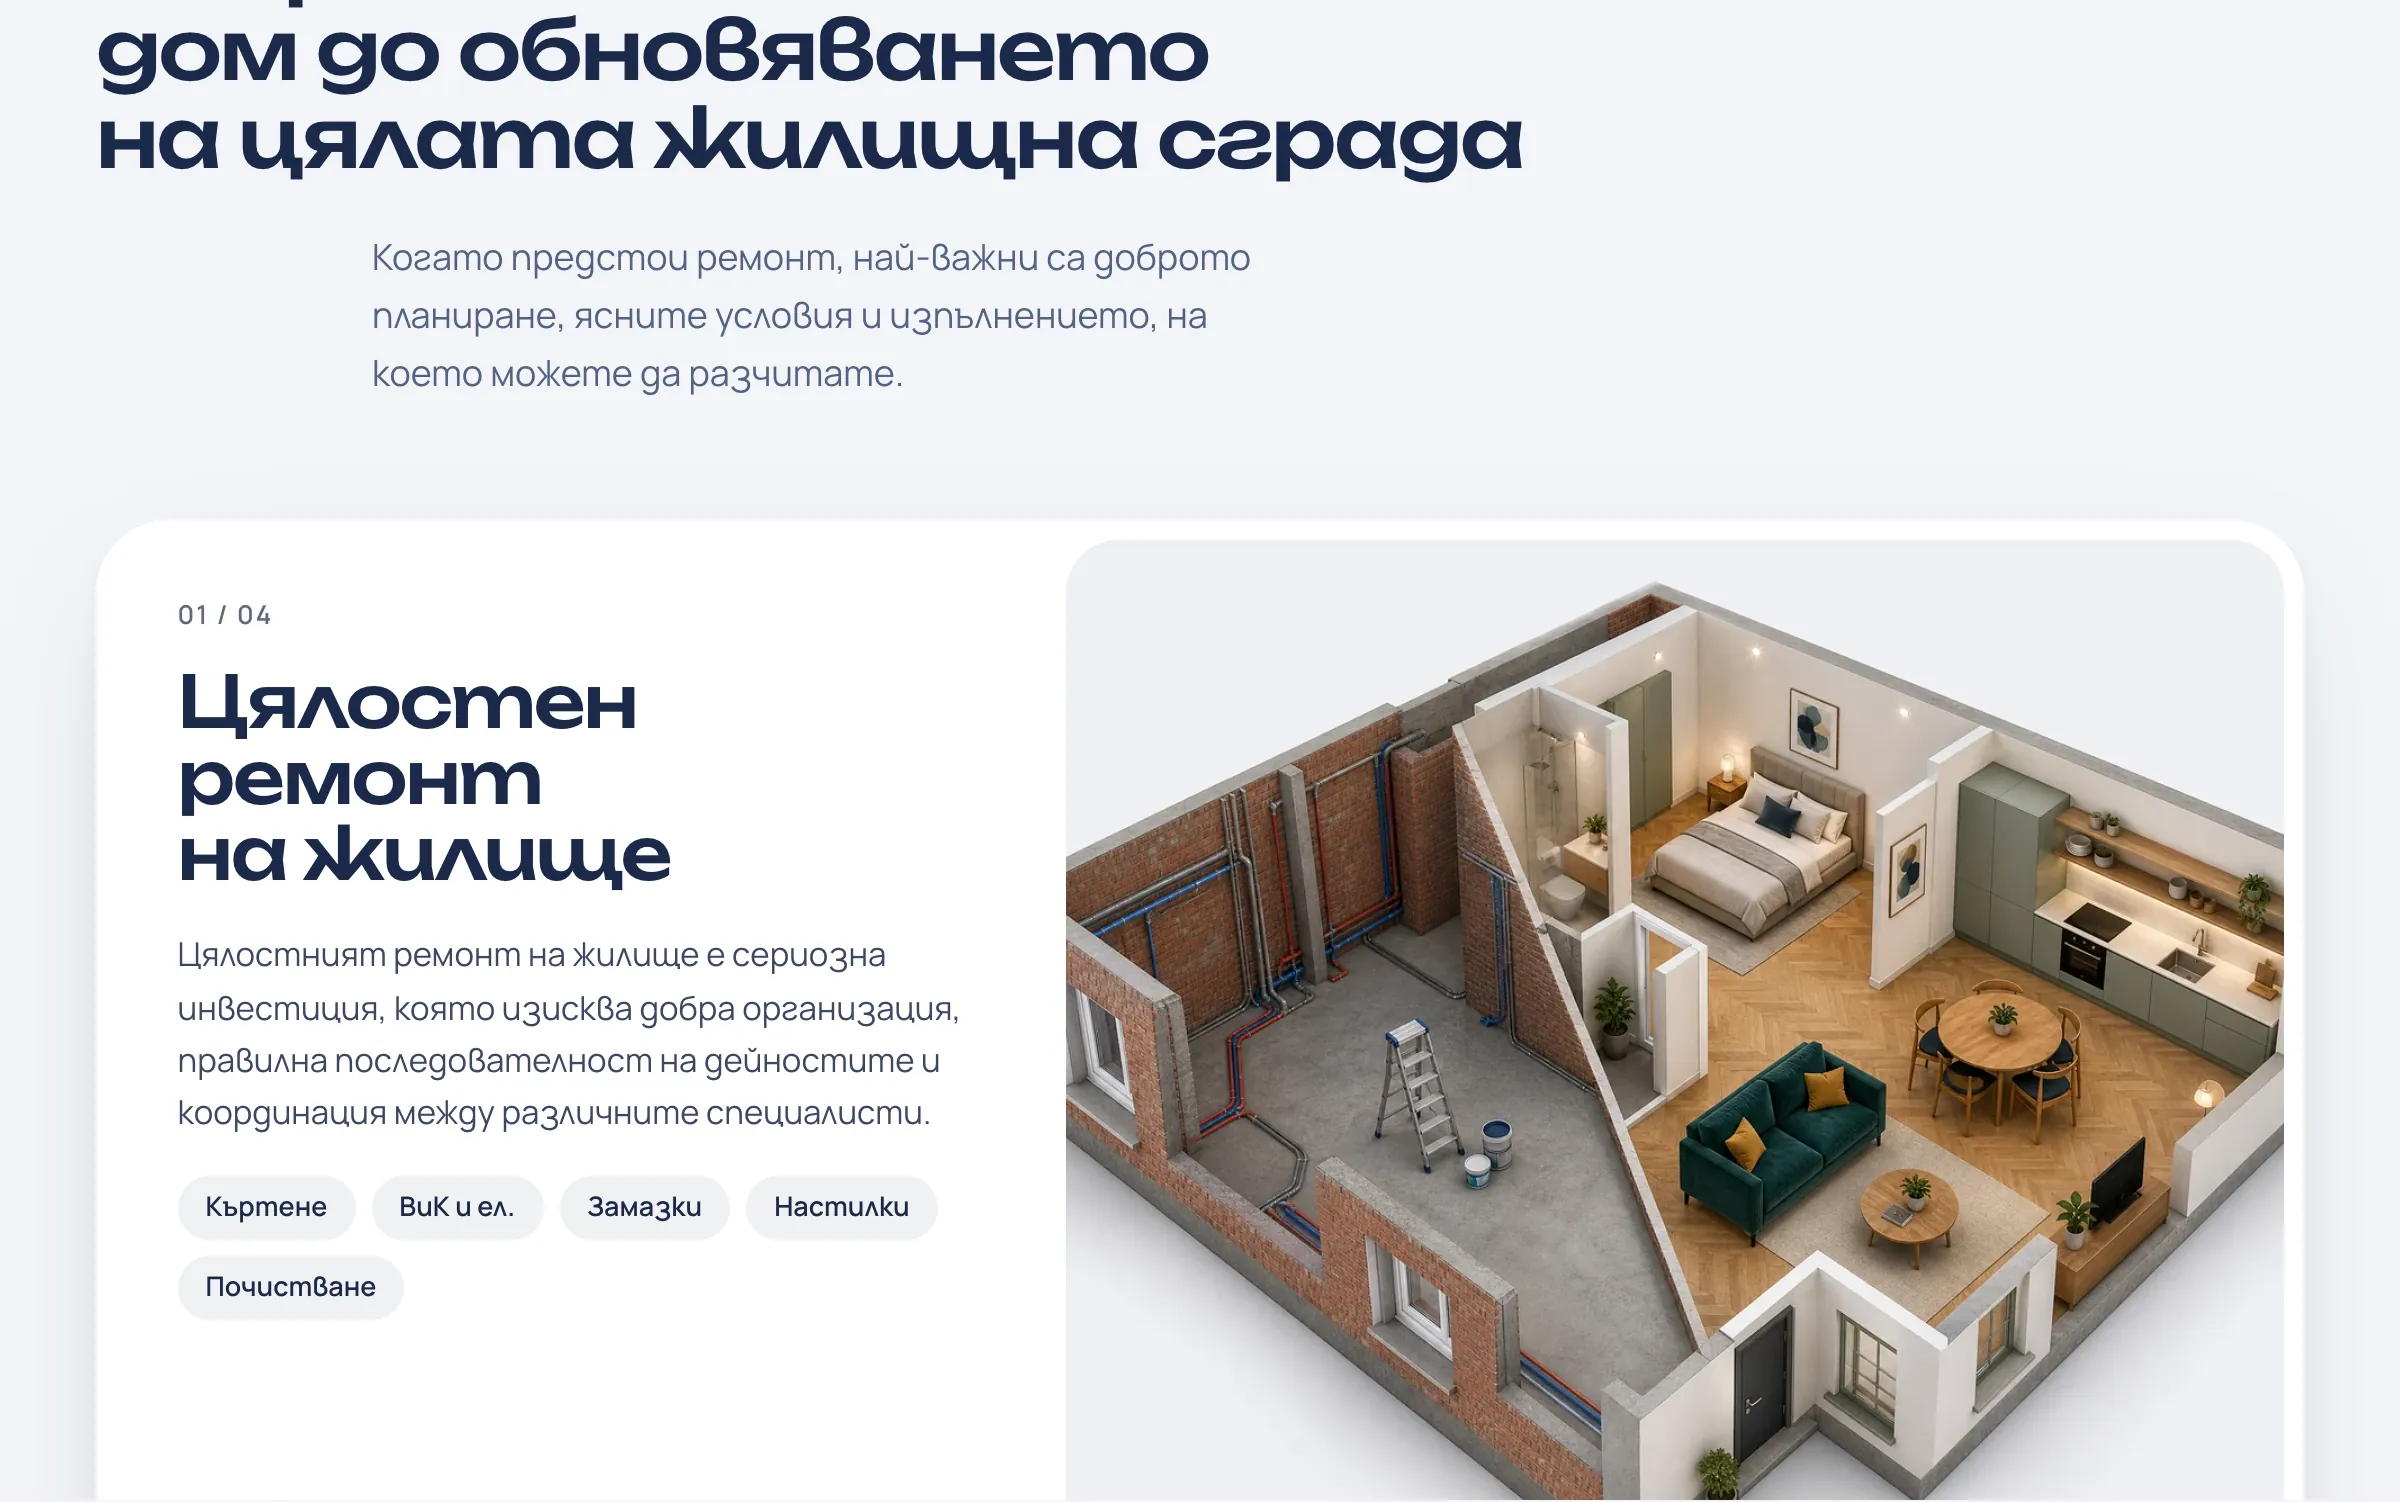 дом до обновяването
на цялата жилищна сграда
Когато предстои ремонт, най-важни са доброто
планиране, ясните условия и изпълнението, на
което можете да разчитате.
01 / 04
Цялостен
ремонт
на жилище
Цялостният ремонт на жилище е сериозна
инвестиция, която изисква добра организация,
правилна последователност на дейностите и
координация между различните специалисти.
Къртене
ВиК и ел.
Замазки
Настилки
Почистване